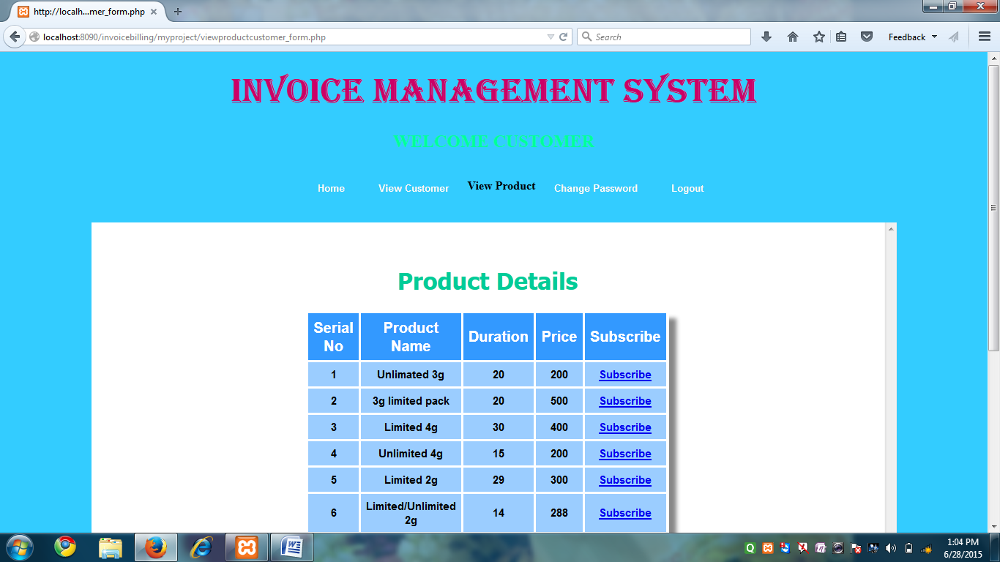 http://localh...mer_form.php
localhost:8090/invoicebilling/myproject/viewproductcustomer_form.php
Search
Feedback
INVOICE MANAGEMENT SYSTEM
WELCOME CUSTOMER
Home View Customer View Product Change Password Logout
Product Details
Serial No Product Name Duration Price Subscribe
1 Unlimated 3g 20 200 Subscribe
2 3g limited pack 20 500 Subscribe
3 Limited 4g 30 400 Subscribe
4 Unlimited 4g 15 200 Subscribe
5 Limited 2g 29 300 Subscribe
6 Limited/Unlimited 2g 14 288 Subscribe
1:04 PM
6/28/2015